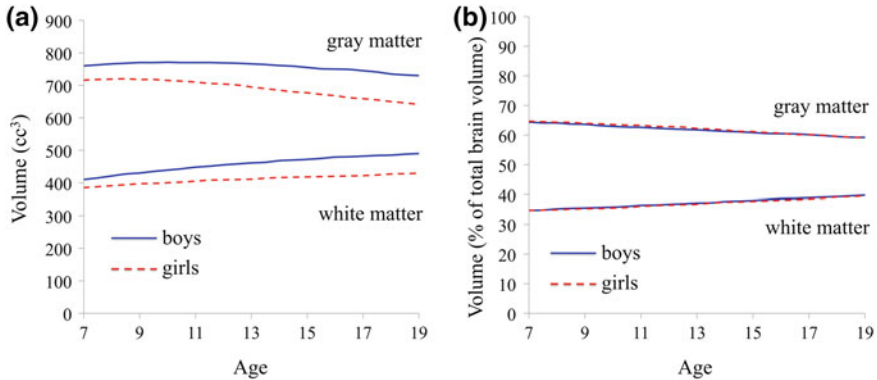 (a)
900
800
700
600
500
400
300
200
100
0
Volume (cc³)
gray matter
white matter
boys
girls
7 9 11 13 15 17 19
Age
(b)
100
90
80
70
60
50
40
30
20
10
0
Volume (% of total brain volume)
gray matter
white matter
boys
girls
7 9 11 13 15 17 19
Age